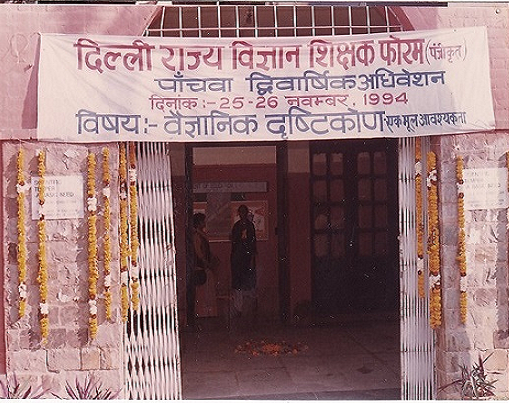 दिल्ली राज्य विज्ञान शिक्षक फोरम (पंजीकृत)
पाँचवा द्विवार्षिक अधिवेशन
दिनांक:-25-26 नवम्बर, 1994
विषय:- वैज्ञानिक दृष्टिकोण एक मूल आवश्यकता